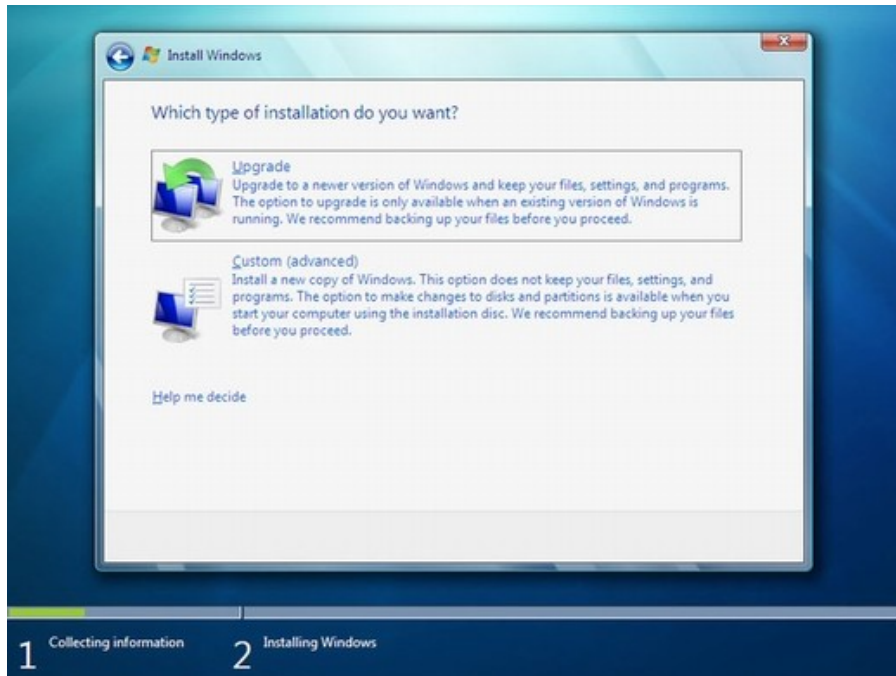 Install Windows
Which type of installation do you want?
Upgrade
Upgrade to a newer version of Windows and keep your files, settings, and programs.
The option to upgrade is only available when an existing version of Windows is
running. We recommend backing up your files before you proceed.
Custom (advanced)
Install a new copy of Windows. This option does not keep your files, settings, and
programs. The option to make changes to disks and partitions is available when you
start your computer using the installation disc. We recommend backing up your files
before you proceed.
Help me decide
1 Collecting information 2 Installing Windows